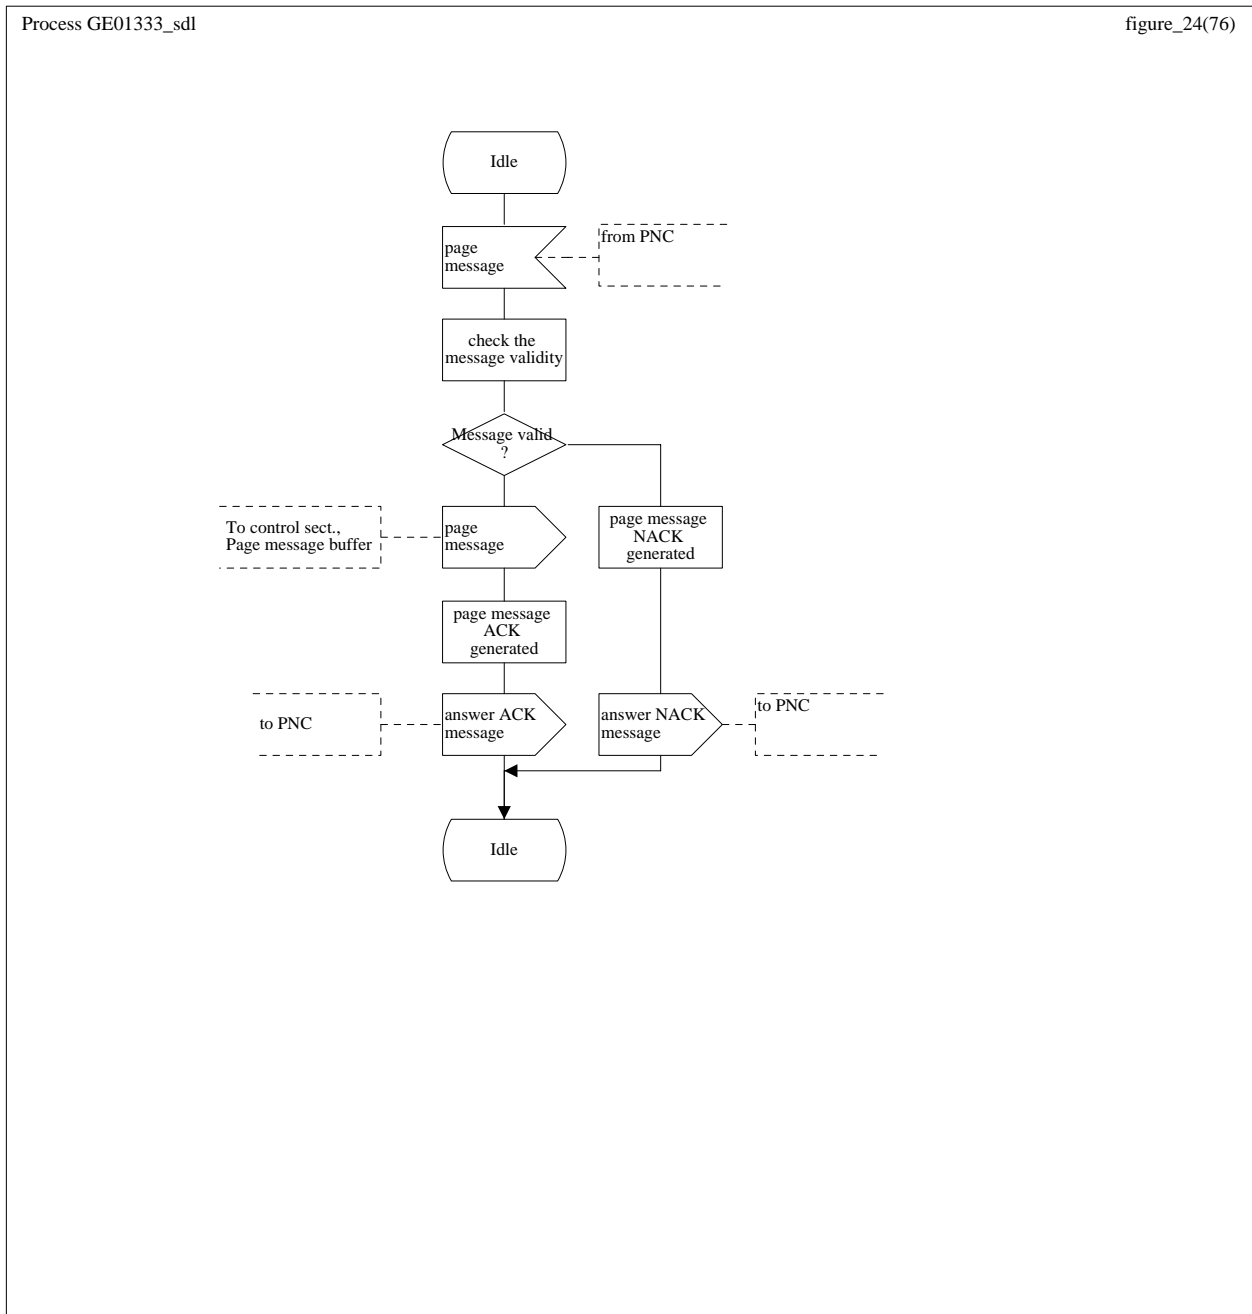 Process GE01333_sdl
figure_24(76)
Idle
page
message
from PNC
check the
message validity
Message valid
?
To control sect.,
Page message buffer
page
message
page message
NACK
generated
page message
ACK
generated
to PNC
answer ACK
message
answer NACK
message
to PNC
Idle